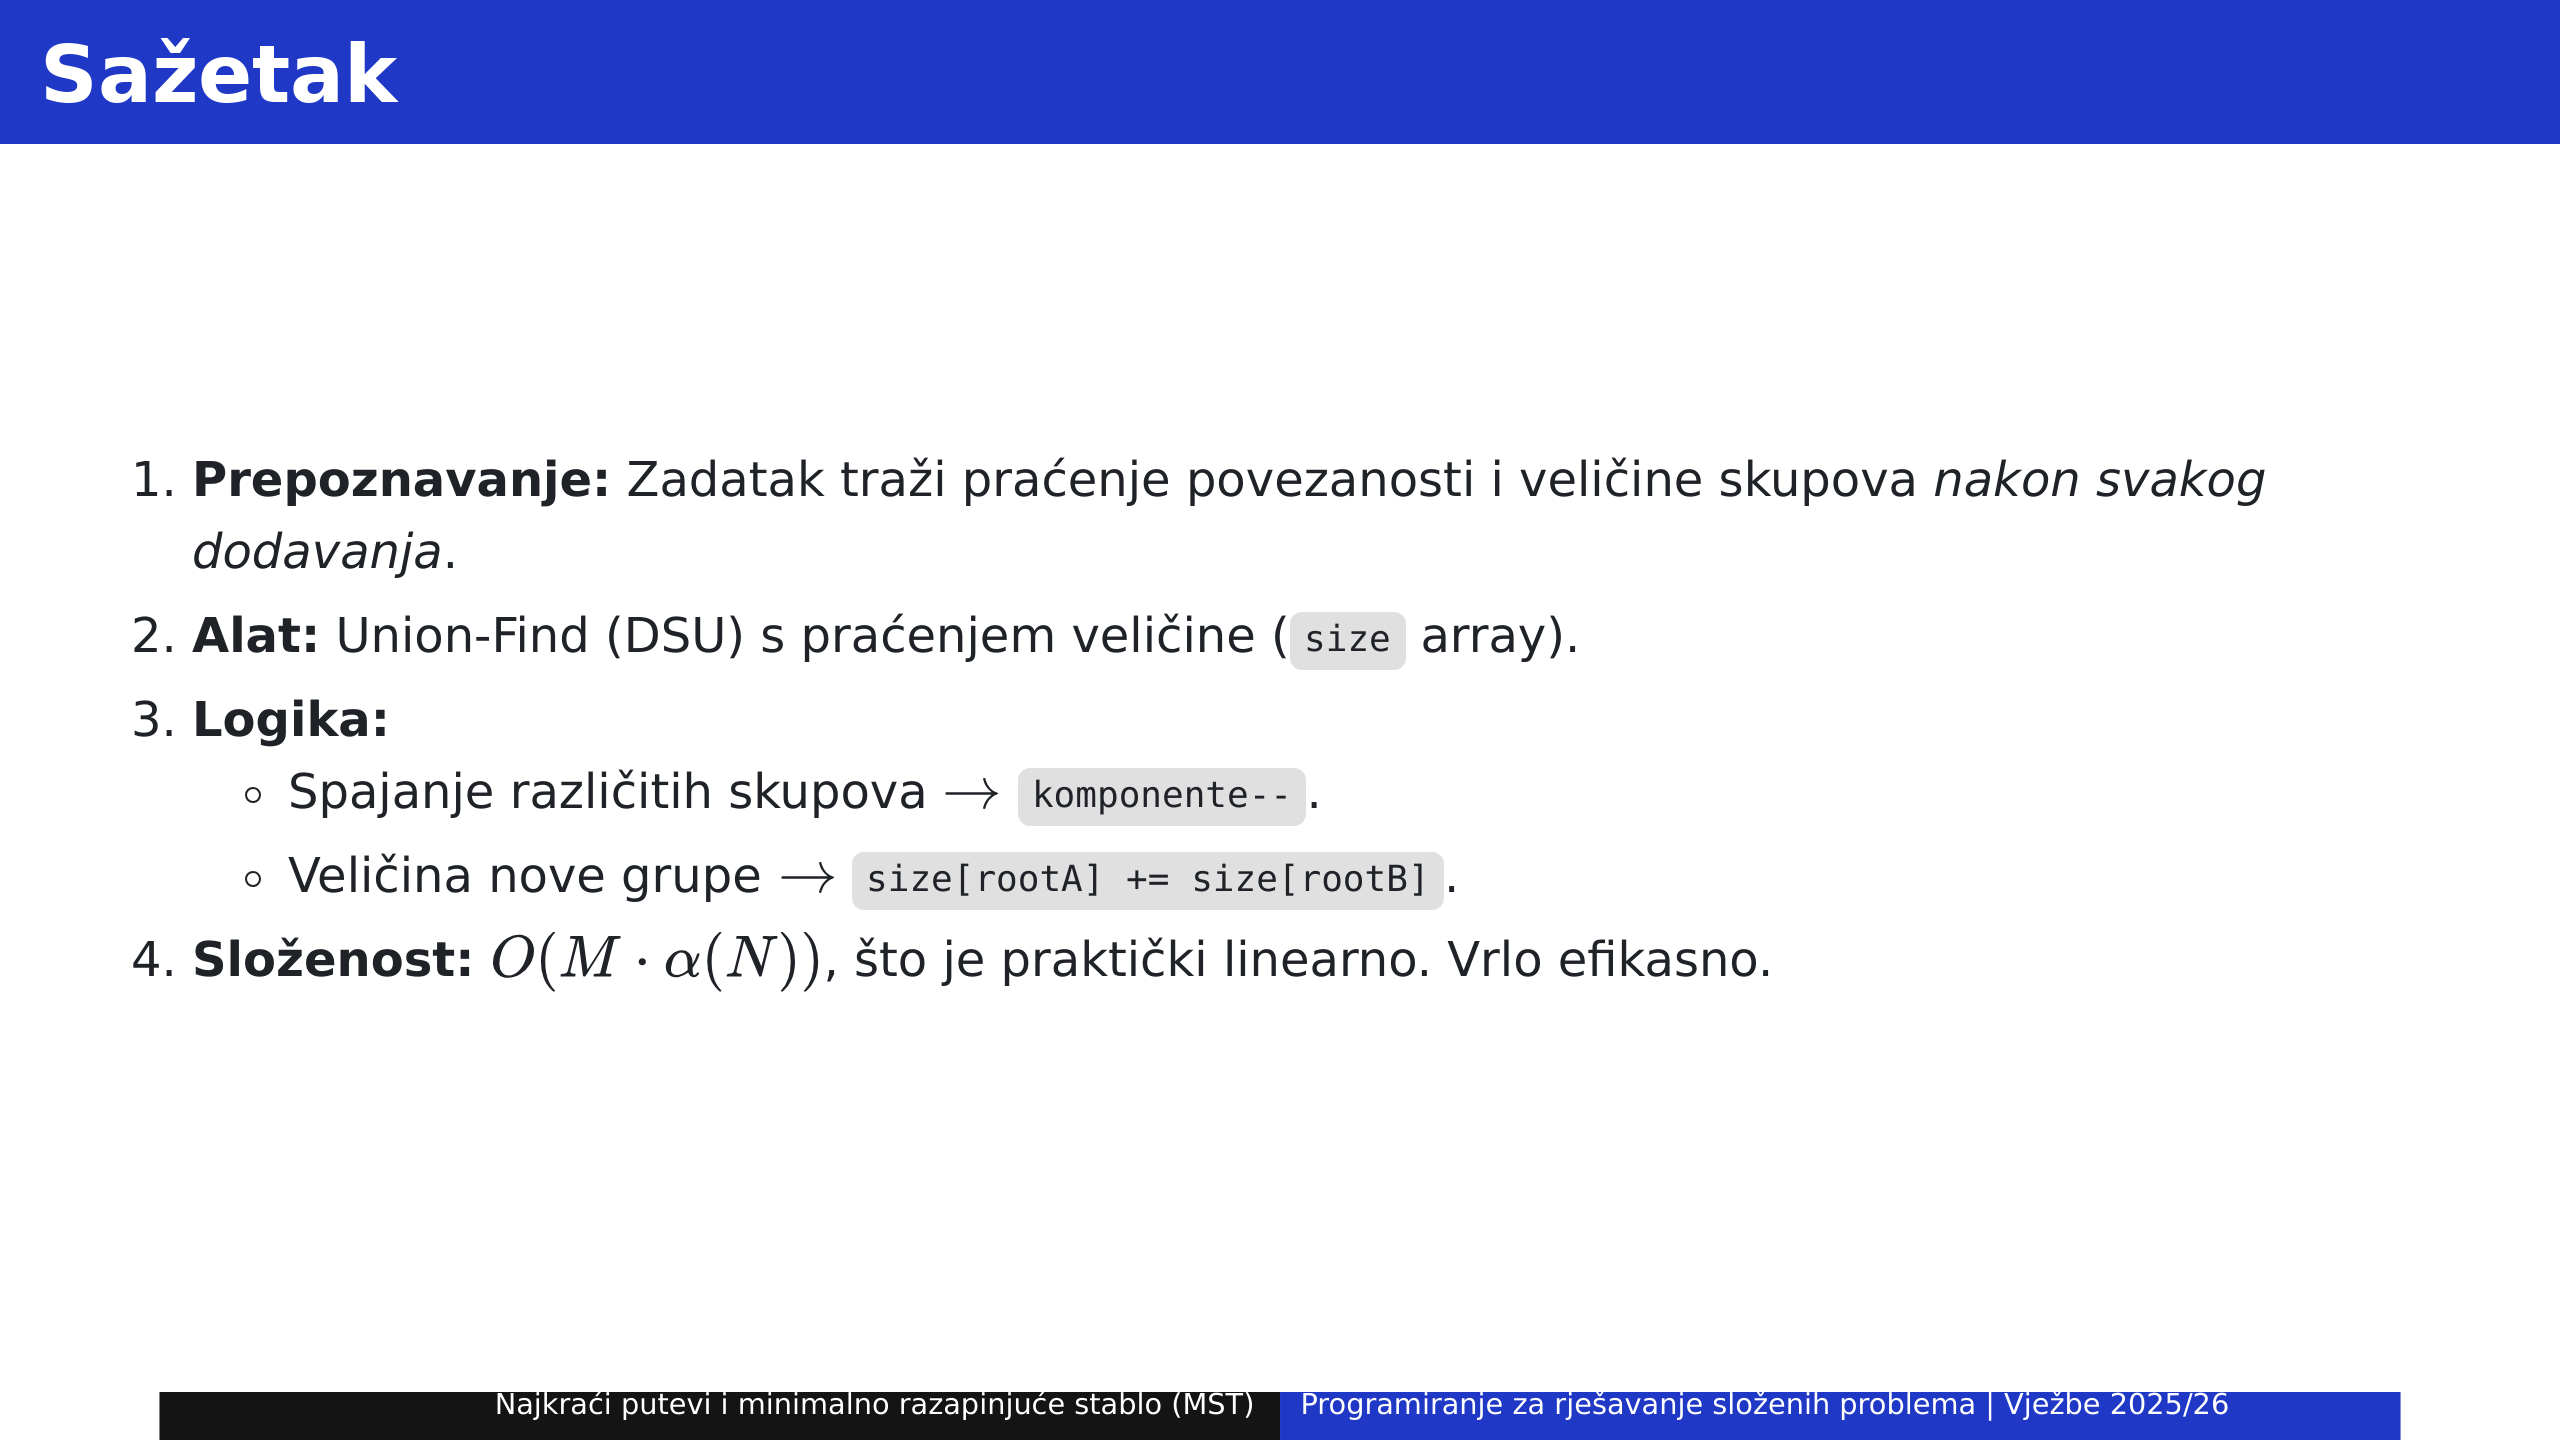 Sažetak
1. Prepoznavanje: Zadatak traži praćenje povezanosti i veličine skupova nakon svakog
dodavanja.
2. Alat: Union-Find (DSU) s praćenjem veličine (size array).
3. Logika:
◦ Spajanje različitih skupova → komponente--.
◦ Veličina nove grupe → size[rootA] += size[rootB].
4. Složenost: O(M · α(N)), što je praktički linearno. Vrlo efikasno.
Najkraći putevi i minimalno razapinjuće stablo (MST)
Programiranje za rješavanje složenih problema | Vježbe 2025/26